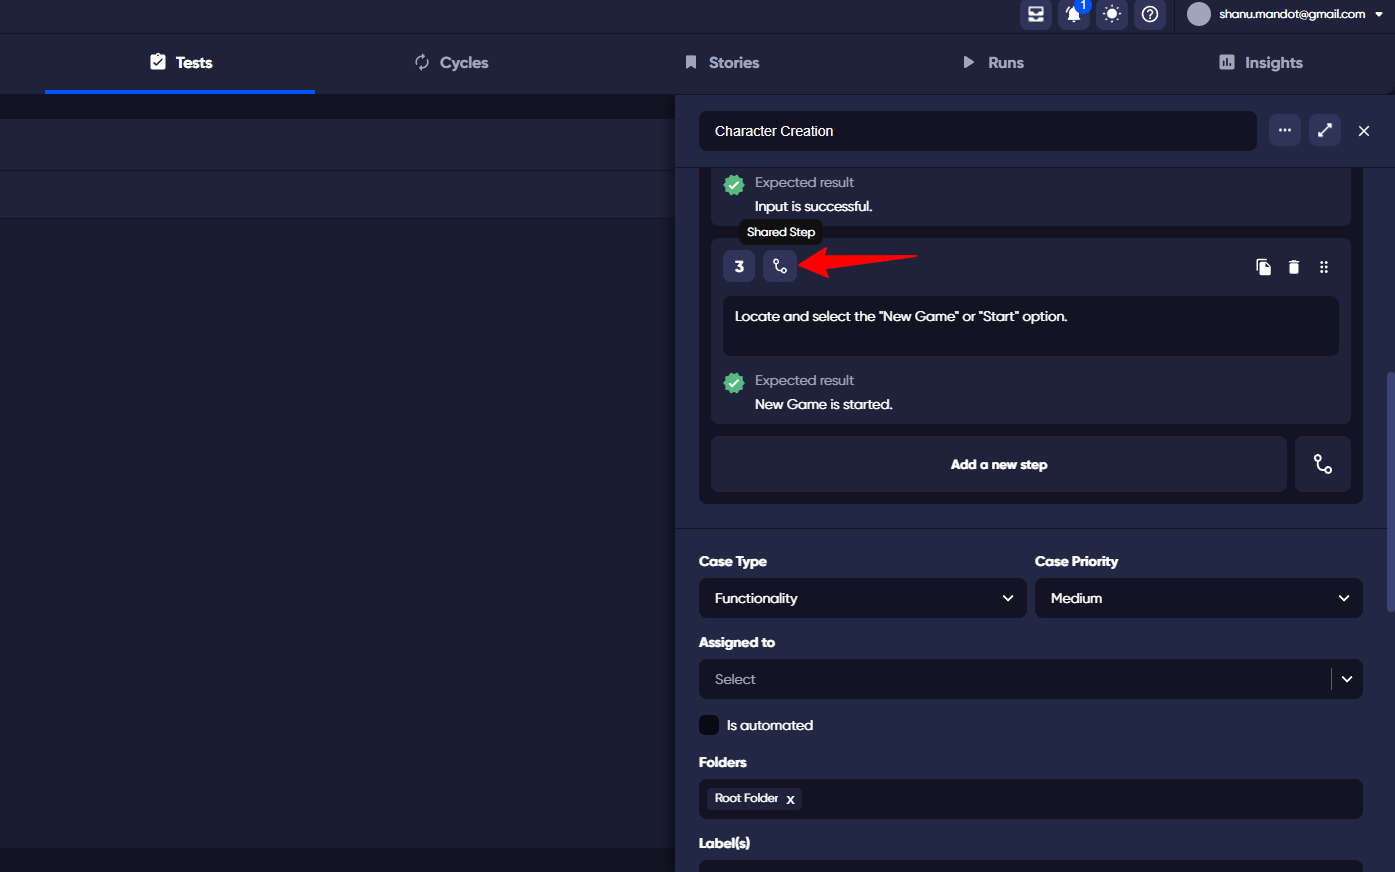 1
shanu.mandot@gmail.com
Tests
Cycles
Stories
Runs
Insights
Character Creation
Expected result
Input is successful.
Shared Step
3
Locate and select the "New Game" or "Start" option.
Expected result
New Game is started.
Add a new step
Case Type
Case Priority
Functionality
Medium
Assigned to
Select
Is automated
Folders
Root Folder x
Label(s)